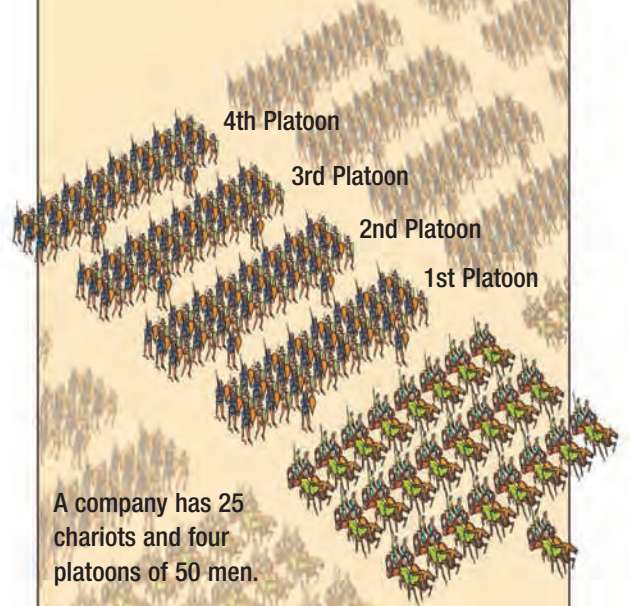 4th Platoon
3rd Platoon
2nd Platoon
1st Platoon
A company has 25
chariots and four
platoons of 50 men.